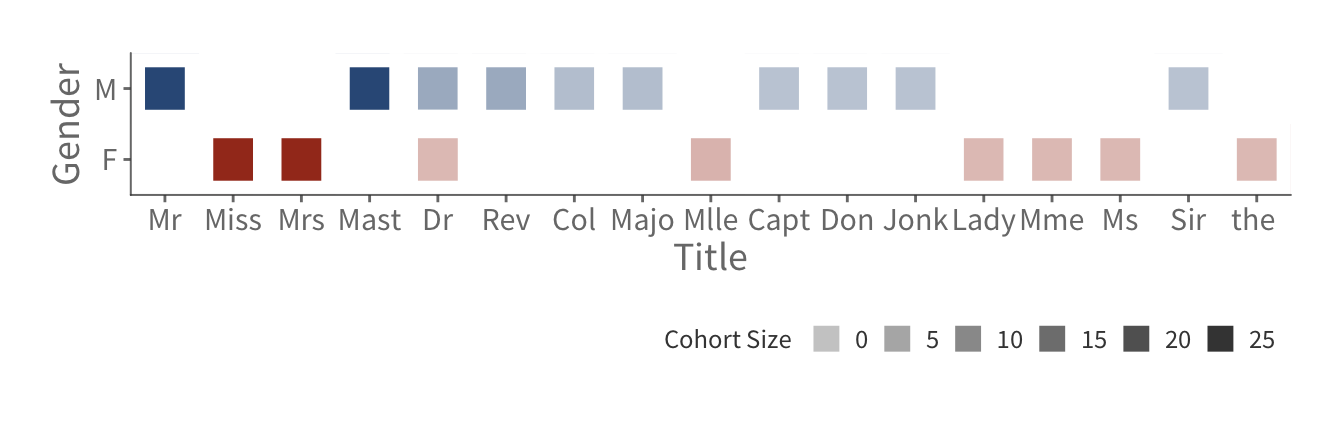 Gender
M
F
Mr Miss Mrs Mast Dr Rev Col Majo Mlle Capt Don Jonk Lady Mme Ms Sir the
Title
Cohort Size 0 5 10 15 20 25